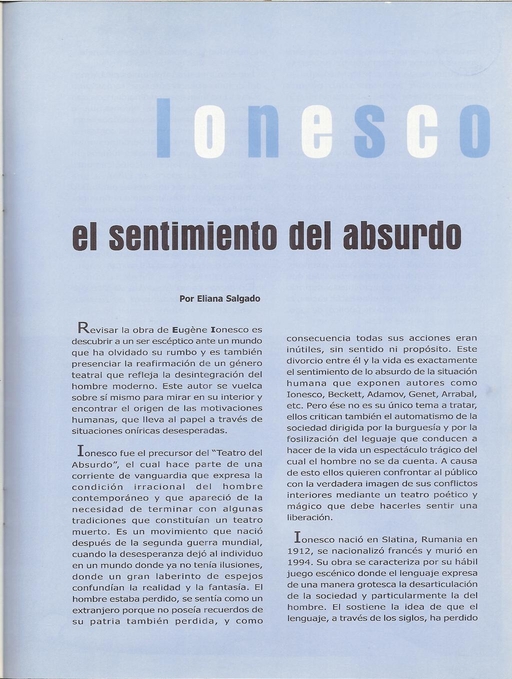 Ionesco
el sentimiento del absurdo
Por Eliana Salgado
Revisar la obra de Eugène Ionesco es
descubrir a un ser escéptico ante un mundo
que ha olvidado su rumbo y es también
presenciar la reafirmación de un género
teatral que refleja la desintegración del
hombre moderno. Este autor se vuelca
sobre sí mismo para mirar en su interior y
encontrar el origen de las motivaciones
humanas, que lleva al papel a través de
situaciones oníricas desesperadas.
Ionesco fue el precursor del "Teatro del
Absurdo", el cual hace parte de una
corriente de vanguardia que expresa la
condición irracional del hombre
contemporáneo y que apareció de la
necesidad de terminar con algunas
tradiciones que constituían un teatro
muerto. Es un movimiento que nació
después de la segunda guerra mundial,
cuando la desesperanza dejó al individuo
en un mundo donde ya no tenía ilusiones,
donde un gran laberinto de espejos
confundían la realidad y la fantasía. El
hombre estaba perdido, se sentía como un
extranjero porque no poseía recuerdos de
su patria también perdida, y como
consecuencia todas sus acciones eran
inútiles, sin sentido ni propósito. Este
divorcio entre él y la vida es exactamente
el sentimiento de lo absurdo de la situación
humana que exponen autores como
Ionesco, Beckett, Adamov, Genet, Arrabal,
etc. Pero ése no es su único tema a tratar,
ellos critican también el automatismo de la
sociedad dirigida por la burguesía y por la
fosilización del leguaje que conducen a
hacer de la vida un espectáculo trágico del
cual el hombre no se da cuenta. A causa
de esto ellos quieren confrontar al público
con la verdadera imagen de sus conflictos
interiores mediante un teatro poético y
mágico que debe hacerles sentir una
liberación.
Ionesco nació en Slatina, Rumania en
1912, se nacionalizó francés y murió en
1994. Su obra se caracteriza por su hábil
juego escénico donde el lenguaje expresa
de una manera grotesca la desarticulación
de la sociedad y particularmente la del
hombre. El sostiene la idea de que el
lenguaje, a través de los siglos, ha perdido